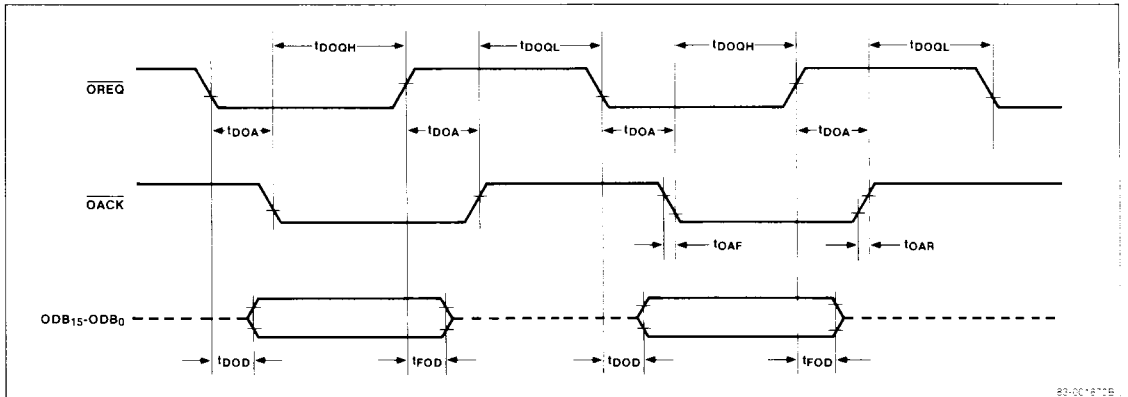 tDOQH tDOQL tDOQH tDOQL
OREQ
tDOA tDOA tDOA tDOA
OACK
tOAF tOAR
ODB15-ODB0
tDOD tFOD tDOD tFOD